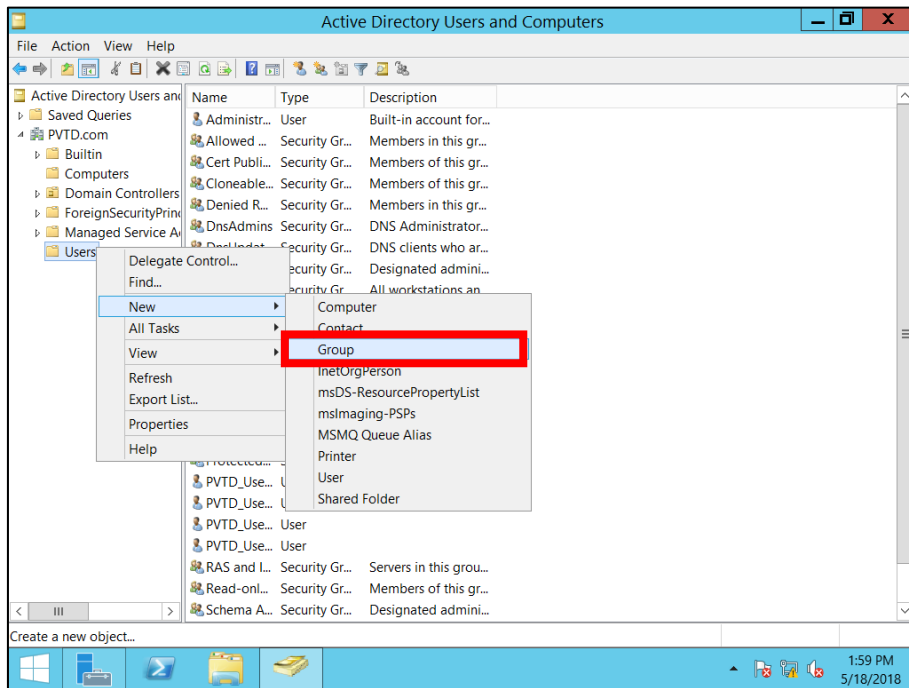 Active Directory Users and Computers
File Action View Help
Active Directory Users and
Saved Queries
PVTD.com
Builtin
Computers
Domain Controllers
ForeignSecurityPrin
Managed Service A
Users
Name Type Description
Administr... User Built-in account for...
Allowed ... Security Gr... Members in this gr...
Cert Publi... Security Gr... Members of this gr...
Cloneable... Security Gr... Members of this gr...
Denied R... Security Gr... Members in this gr...
DnsAdmins Security Gr... DNS Administrator...
DnsUpdat... Security Gr... DNS clients who ar...
ecurity Gr... Designated admini...
ecurity Gr... All workstations an
Delegate Control...
Find...
New
All Tasks
View
Refresh
Export List...
Properties
Help
Computer
Contact
Group
InetOrgPerson
msDS-ResourcePropertyList
msImaging-PSPs
MSMQ Queue Alias
Printer
User
Shared Folder
Protected...
PVTD_Use...
PVTD_Use...
PVTD_Use... User
PVTD_Use... User
RAS and I... Security Gr... Servers in this grou...
Read-onl... Security Gr... Members of this gr...
Schema A... Security Gr... Designated admini...
Create a new object...
1:59 PM
5/18/2018